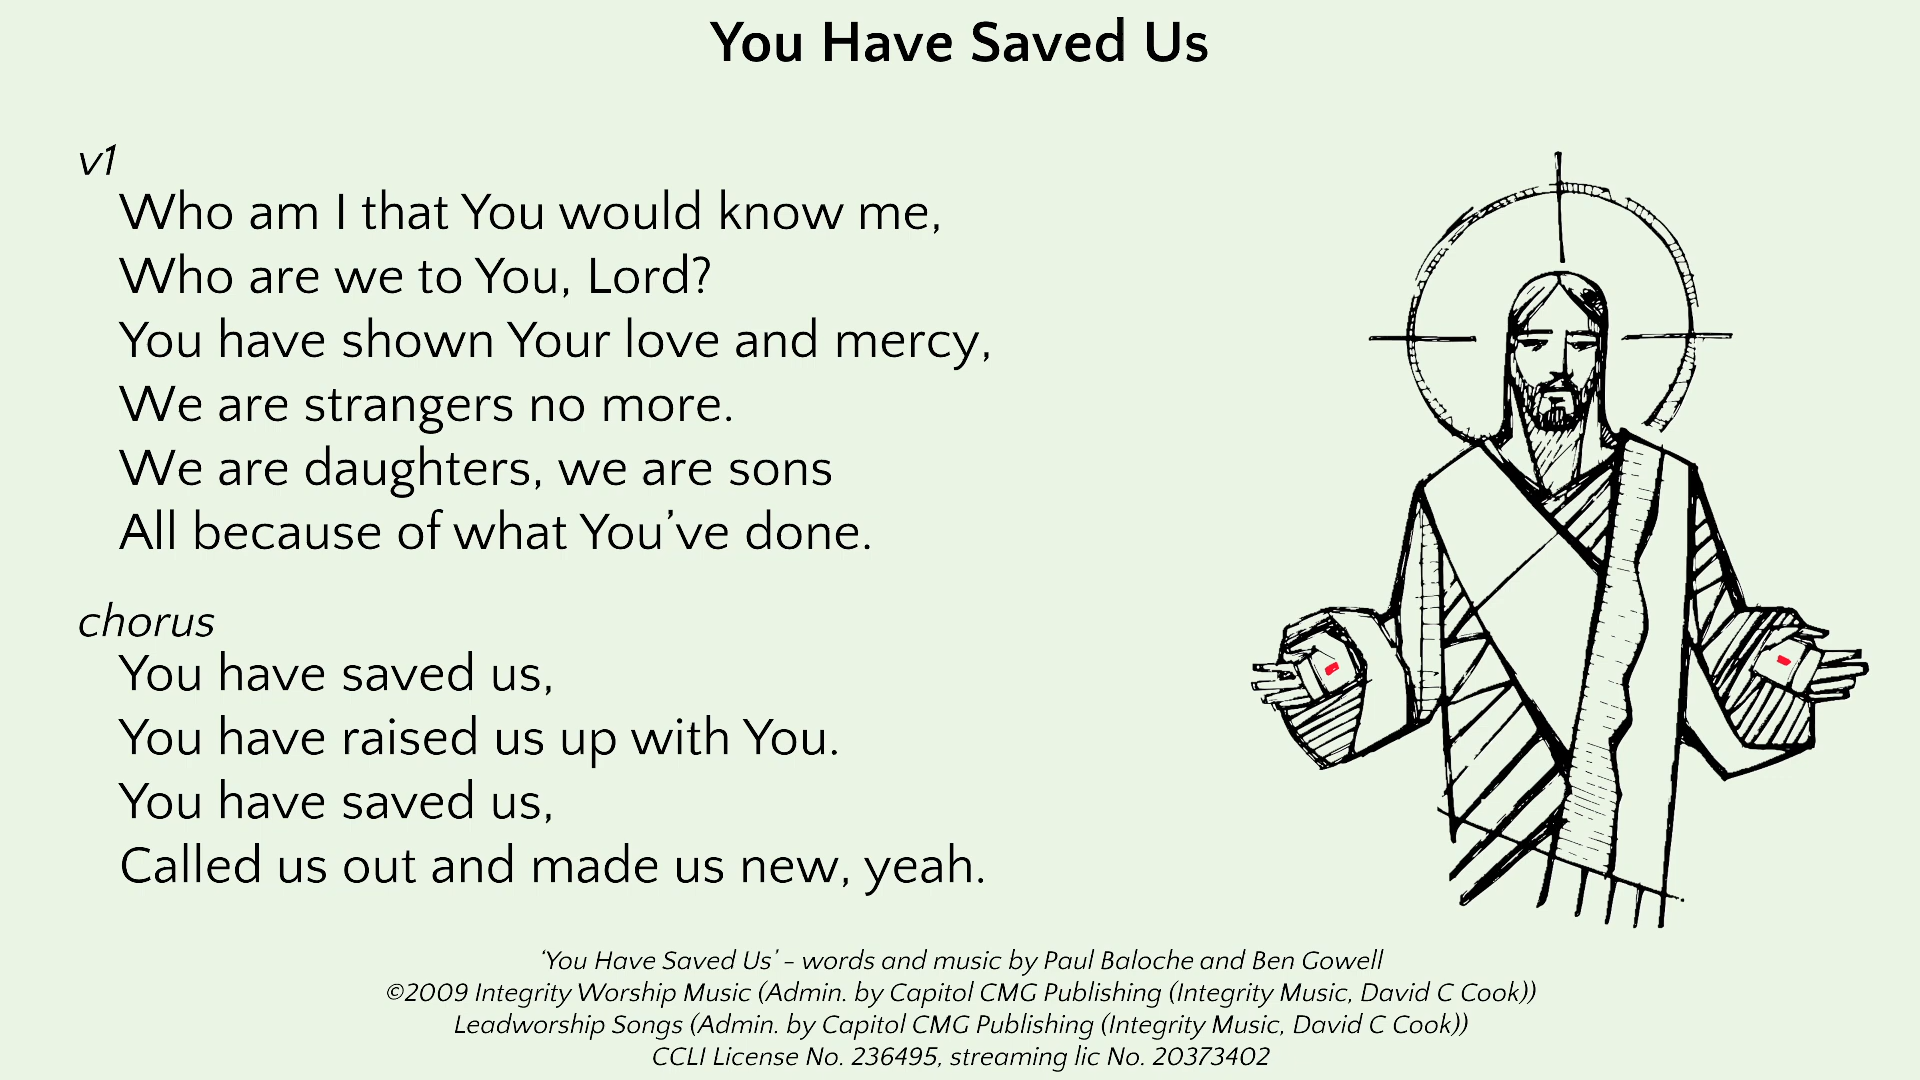 You Have Saved Us
v1
Who am I that You would know me,
Who are we to You, Lord?
You have shown Your love and mercy,
We are strangers no more.
We are daughters, we are sons
All because of what You’ve done.
chorus
You have saved us,
You have raised us up with You.
You have saved us,
Called us out and made us new, yeah.
‘You Have Saved Us’ – words and music by Paul Baloche and Ben Gowell
©2009 Integrity Worship Music (Admin. by Capitol CMG Publishing (Integrity Music, David C Cook))
Leadworship Songs (Admin. by Capitol CMG Publishing (Integrity Music, David C Cook))
CCLI License No. 236495, streaming lic No. 20373402